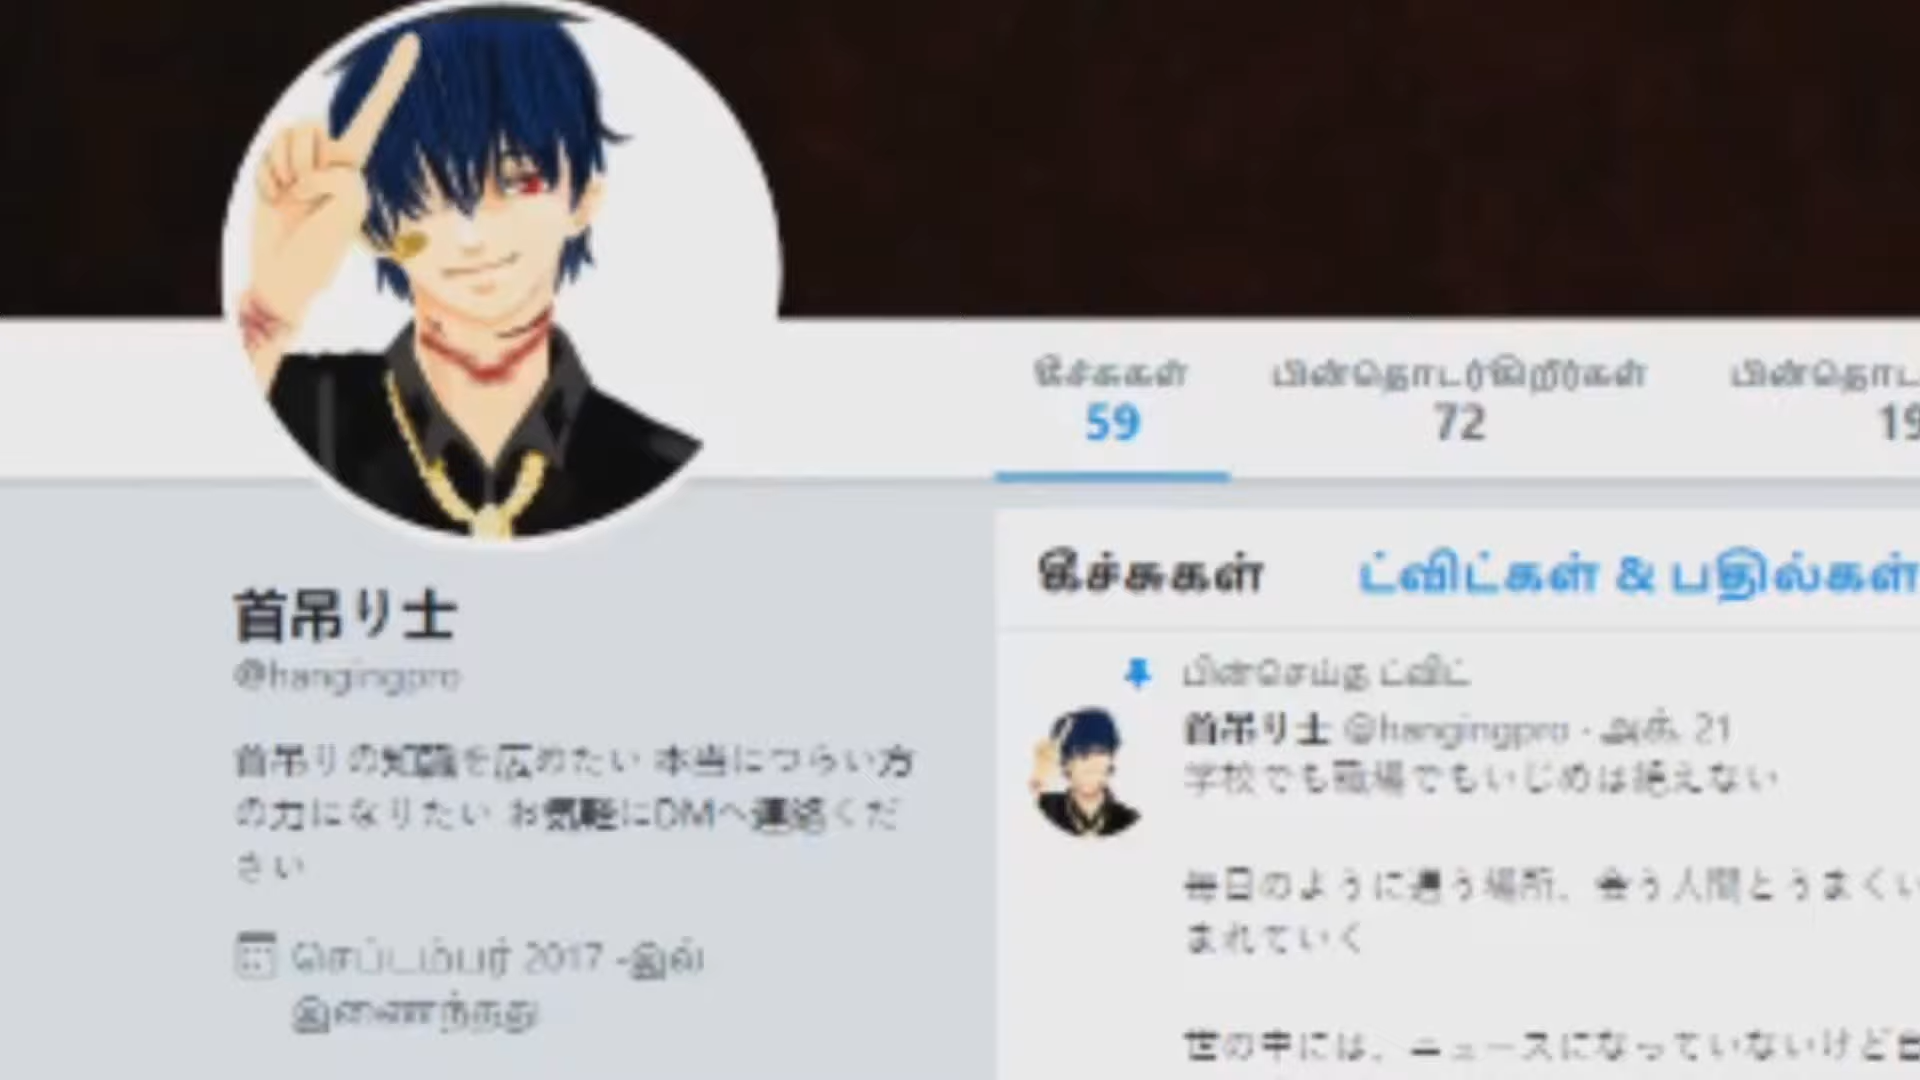 கீச்சுகள் பின்தொடர்கிறீர்கள் பின்தொட
59 72 19
首吊り士
@hangingpro
首吊りの知識を広めたい 本当につらい方
の力になりたい お気軽にDMへ連絡くだ
さい
செப்டம்பர் 2017 -இல்
இணைந்தது
கீச்சுகள் ட்விட்கள் & பதில்கள்
பின்செய்த ட்விட்
首吊り士 @hangingpro · அக். 21
学校でも職場でもいじめは絶えない
毎日のように通う場所、会う人間とうまくい
まれていく
世の中には、ニュースになっていないけど自